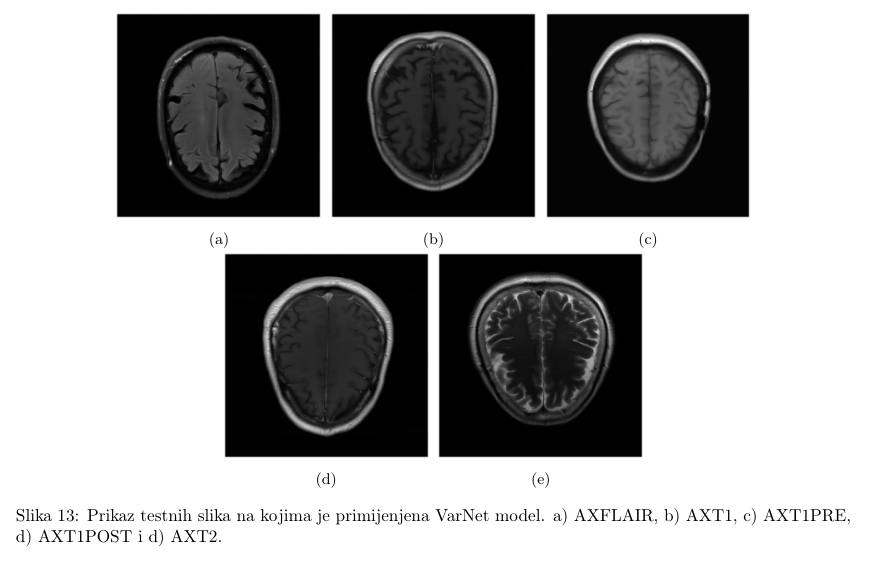 (a)
(b)
(c)
(d)
(e)
Slika 13: Prikaz testnih slika na kojima je primijenjena VarNet model. a) AXFLAIR, b) AXT1, c) AXT1PRE,
d) AXT1POST i d) AXT2.